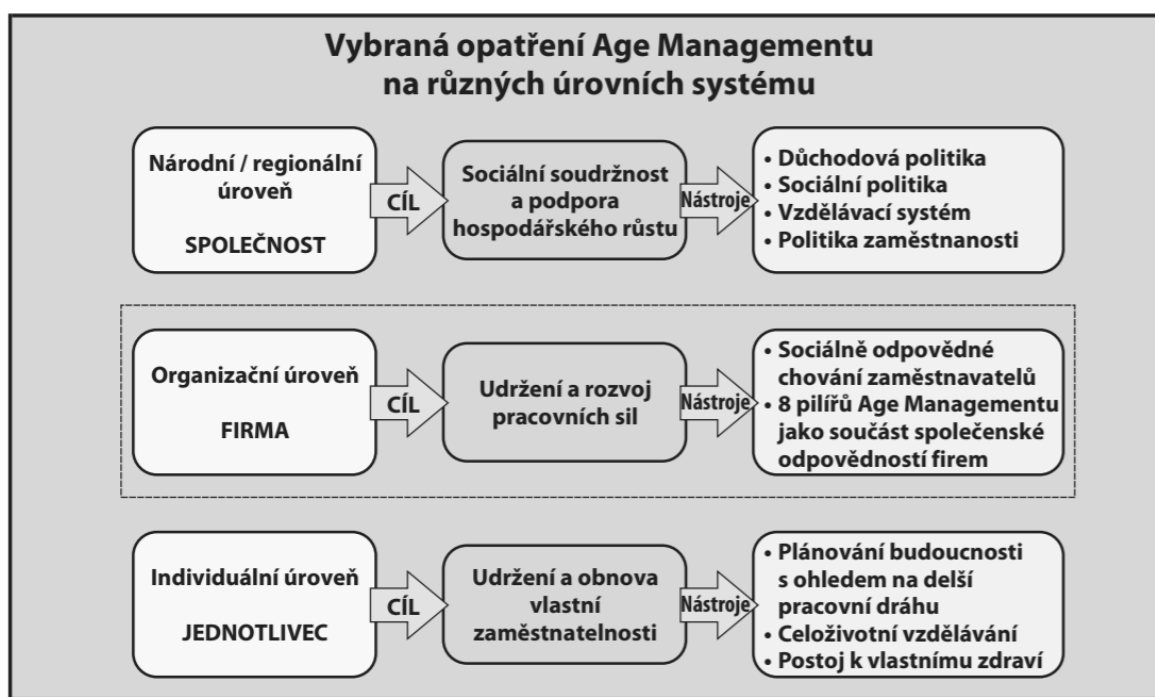 Vybraná opatření Age Managementu
na různých úrovních systému
Národní / regionální
úroveň
SPOLEČNOST
CÍL
Sociální soudržnost
a podpora
hospodářského růstu
Nástroje
• Důchodová politika
• Sociální politika
• Vzdělávací systém
• Politika zaměstnanosti
Organizační úroveň
FIRMA
CÍL
Udržení a rozvoj
pracovních sil
Nástroje
• Sociálně odpovědné
chování zaměstnavatelů
• 8 pilířů Age Managementu
jako součást společenské
odpovědností firem
Individuální úroveň
JEDNOTLIVEC
CÍL
Udržení a obnova
vlastní
zaměstnatelnosti
Nástroje
• Plánování budoucnosti
s ohledem na delší
pracovní dráhu
• Celoživotní vzdělávání
• Postoj k vlastnímu zdraví